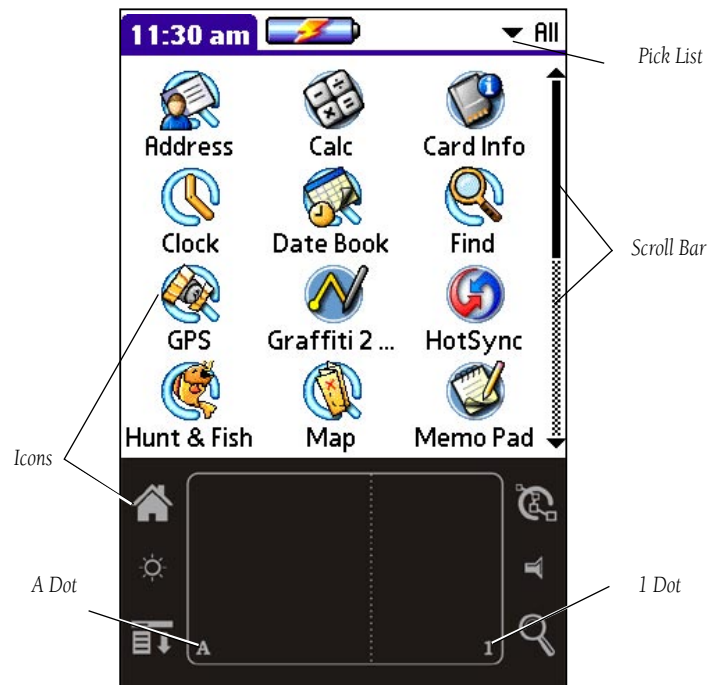 11:30 am
All
Pick List
Address
Calc
Card Info
Clock
Date Book
Find
Scroll Bar
GPS
Graffiti 2 ...
HotSync
Hunt & Fish
Map
Memo Pad
Icons
A Dot
1 Dot
A
1